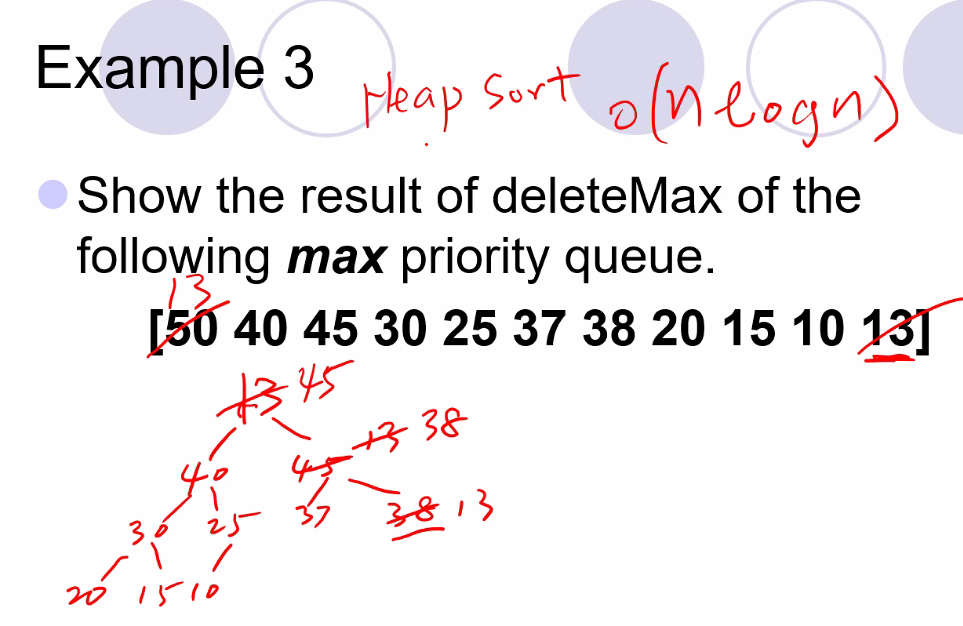 Example 3
Heap Sort O(n logn)
Show the result of deleteMax of the
following max priority queue.
13
[50 40 45 30 25 37 38 20 15 10 13]
13 45
13 38
40 45
30 25 37 38 13
20 15 10